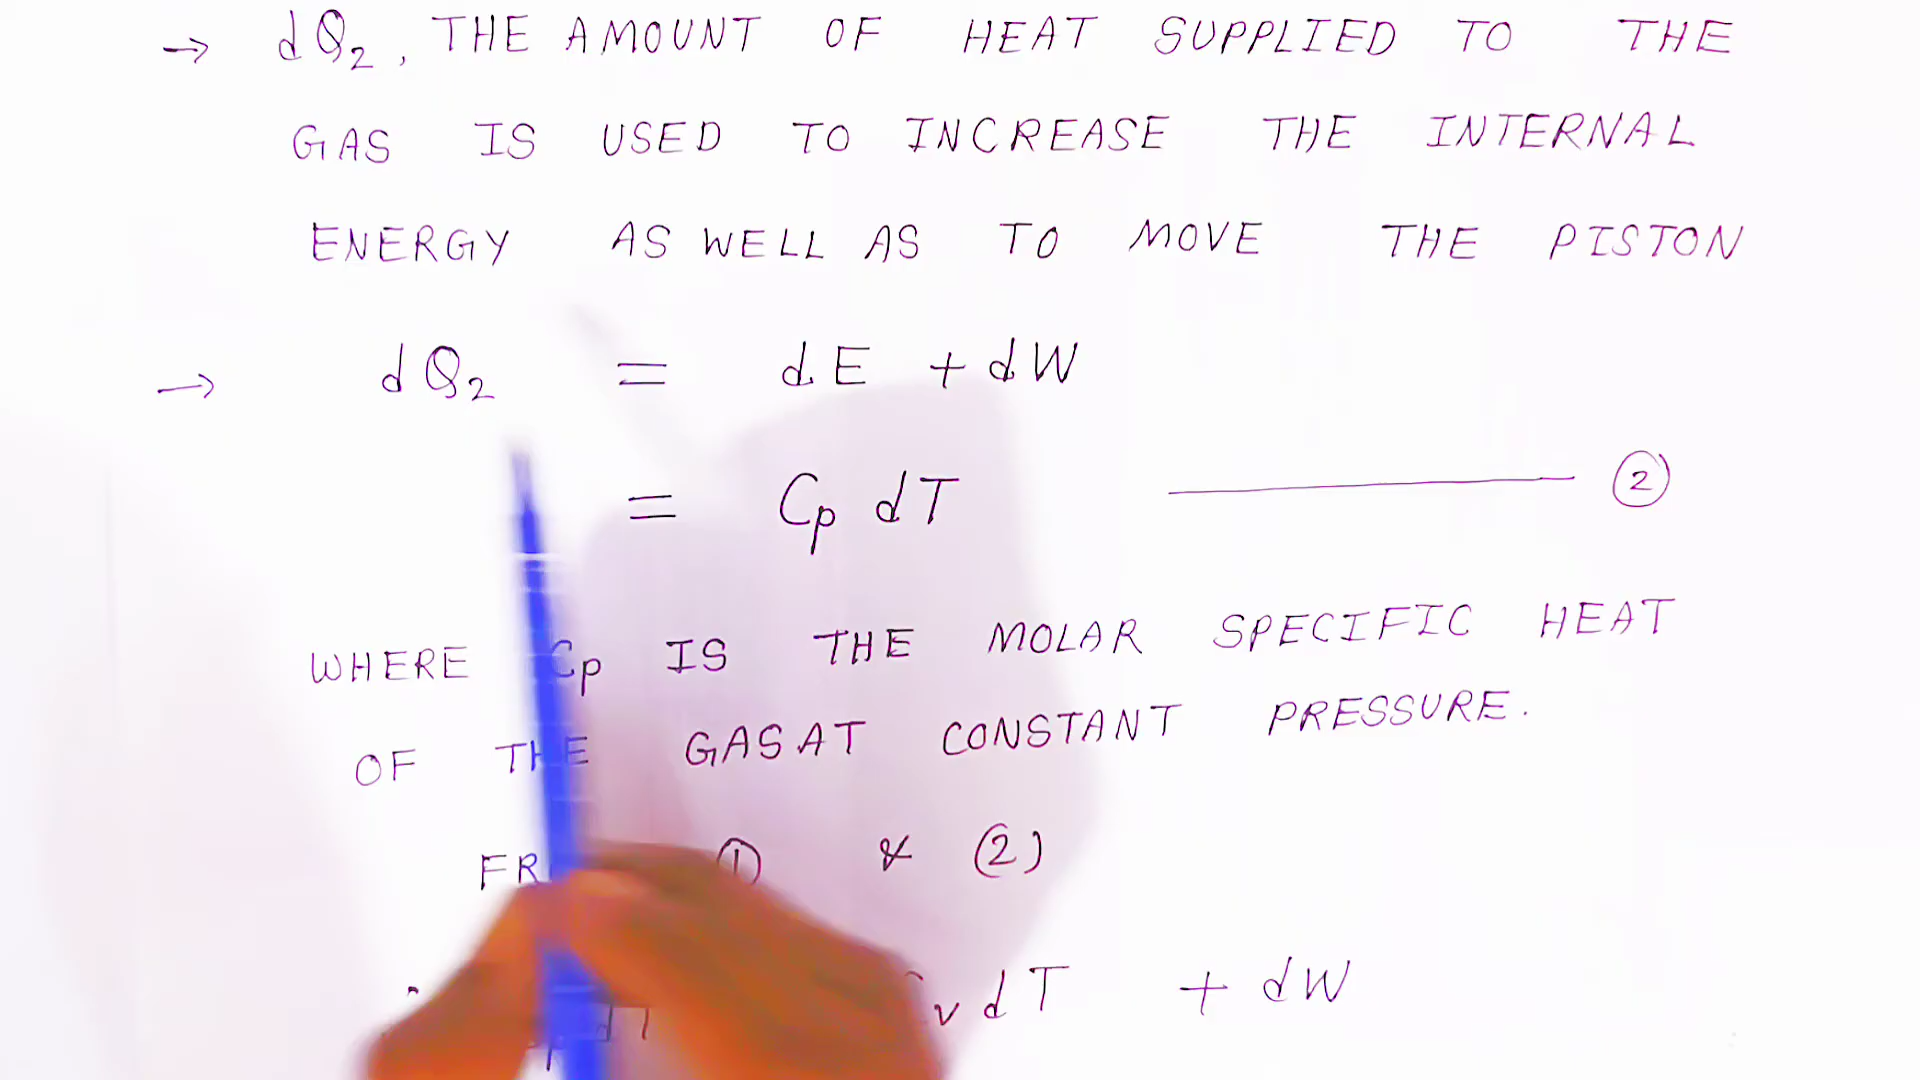 → dQ₂, THE AMOUNT OF HEAT SUPPLIED TO THE
GAS IS USED TO INCREASE THE INTERNAL
ENERGY AS WELL AS TO MOVE THE PISTON
→ dQ₂ = dE + dW
= Cp dT ——— ②
WHERE Cp IS THE MOLAR SPECIFIC HEAT
OF THE GAS AT CONSTANT PRESSURE.
① & ②
dT + dW